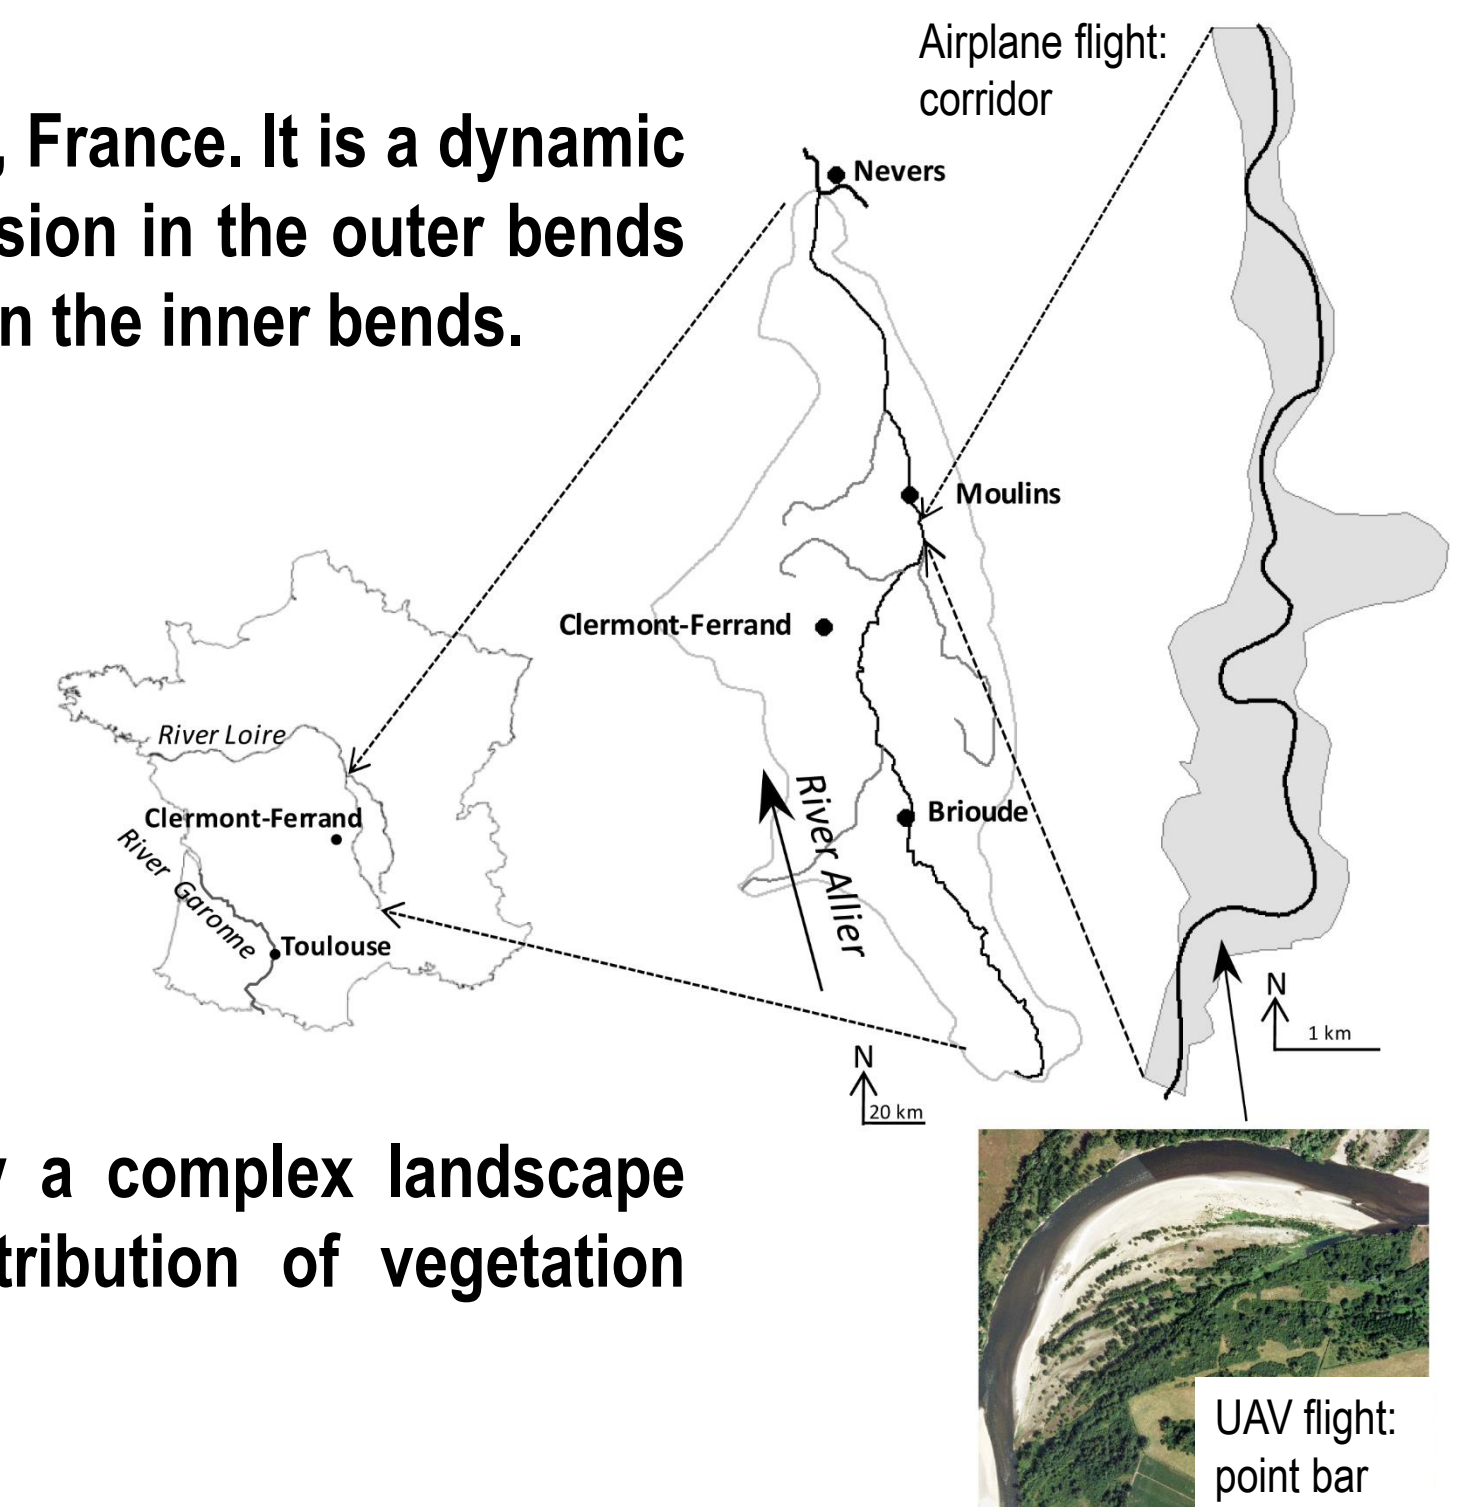 Airplane flight:
corridor
, France. It is a dynamic
sion in the outer bends
n the inner bends.
Nevers
Moulins
Clermont-Ferrand
River Loire
Clermont-Ferrand
River Garonne
Toulouse
River Allier
Brioude
N
20 km
N
1 km
y a complex landscape
tribution of vegetation
UAV flight:
point bar